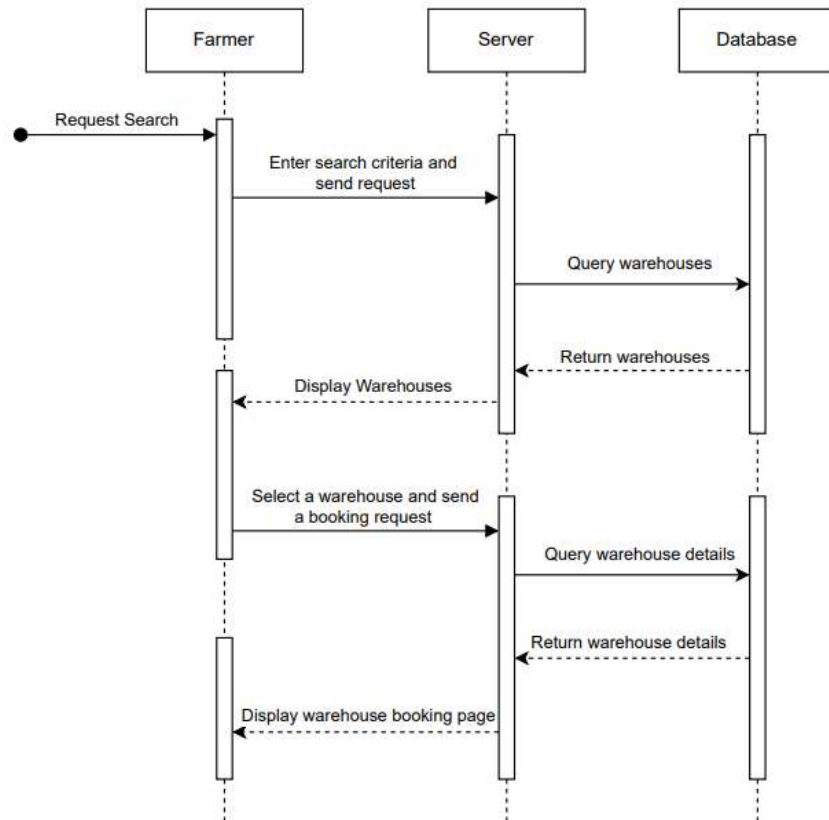 Farmer
Server
Database
Request Search
Enter search criteria and
send request
Query warehouses
Return warehouses
Display Warehouses
Select a warehouse and send
a booking request
Query warehouse details
Return warehouse details
Display warehouse booking page